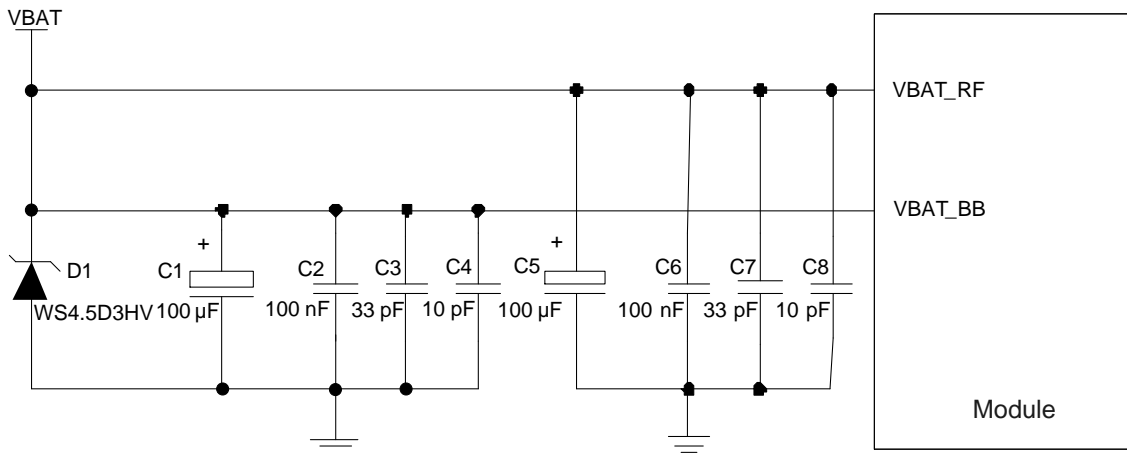 VBAT
VBAT_RF
VBAT_BB
+
+
D1
C1
C2
C3
C4
C5
C6
C7
C8
WS4.5D3HV
100 µF
100 nF
33 pF
10 pF
100 µF
100 nF
33 pF
10 pF
Module